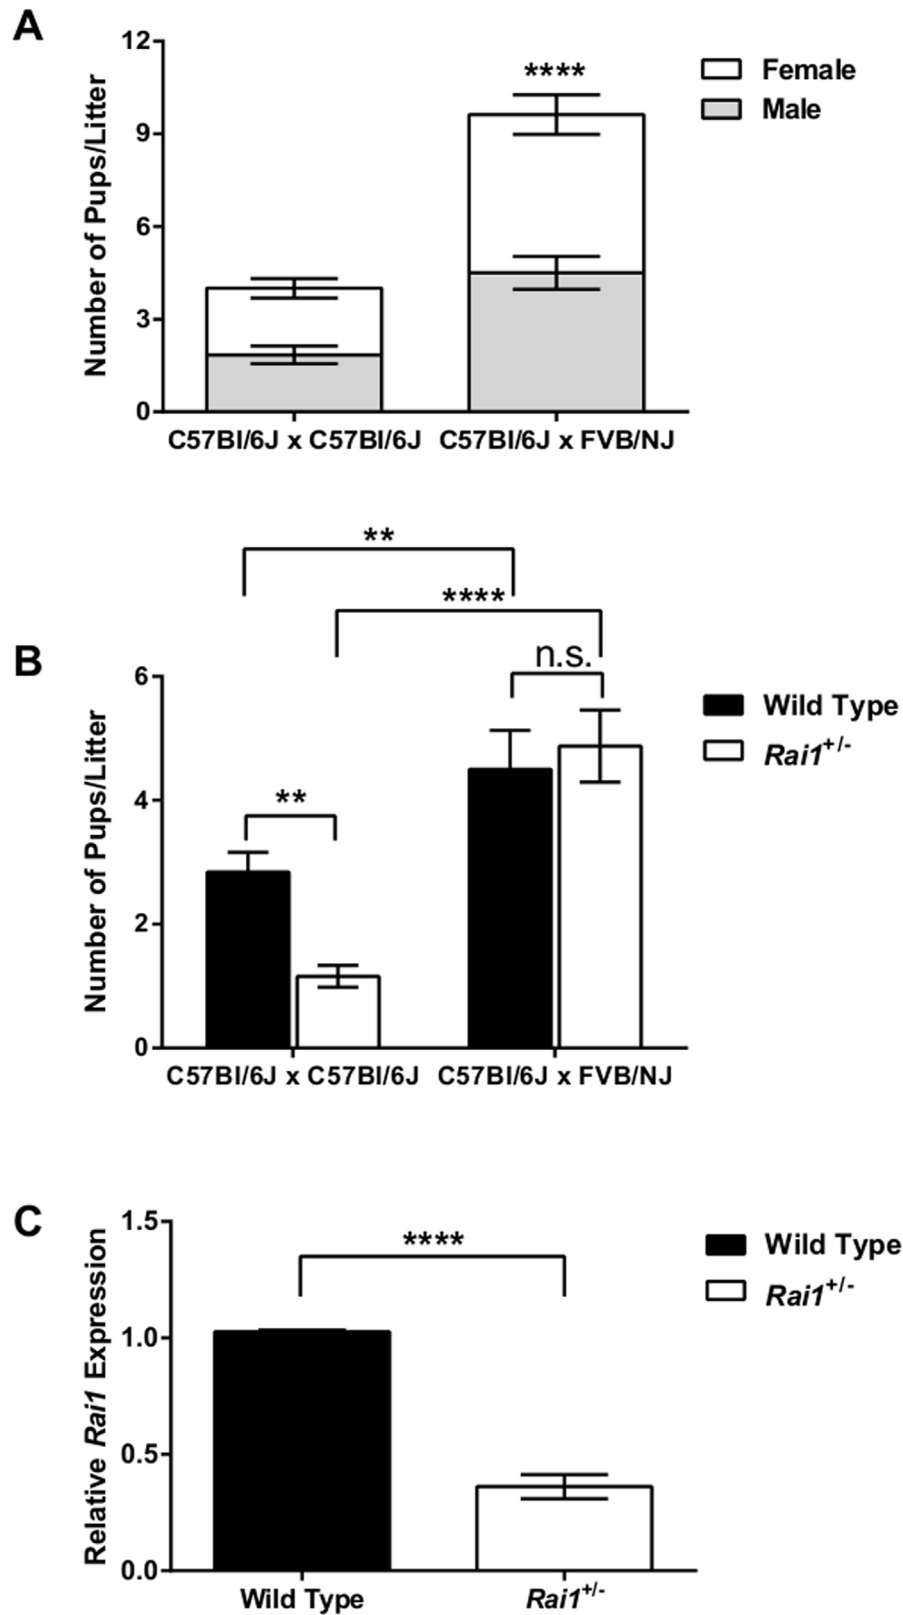 A
12
9
6
3
0
Number of Pups/Litter
****
Female
Male
C57Bl/6J x C57Bl/6J
C57Bl/6J x FVB/NJ
B
**
****
n.s.
**
6
4
2
0
Number of Pups/Litter
Wild Type
Rai1+/-
C57Bl/6J x C57Bl/6J
C57Bl/6J x FVB/NJ
C
1.5
1.0
0.5
0.0
Relative Rai1 Expression
****
Wild Type
Rai1+/-
Wild Type
Rai1+/-